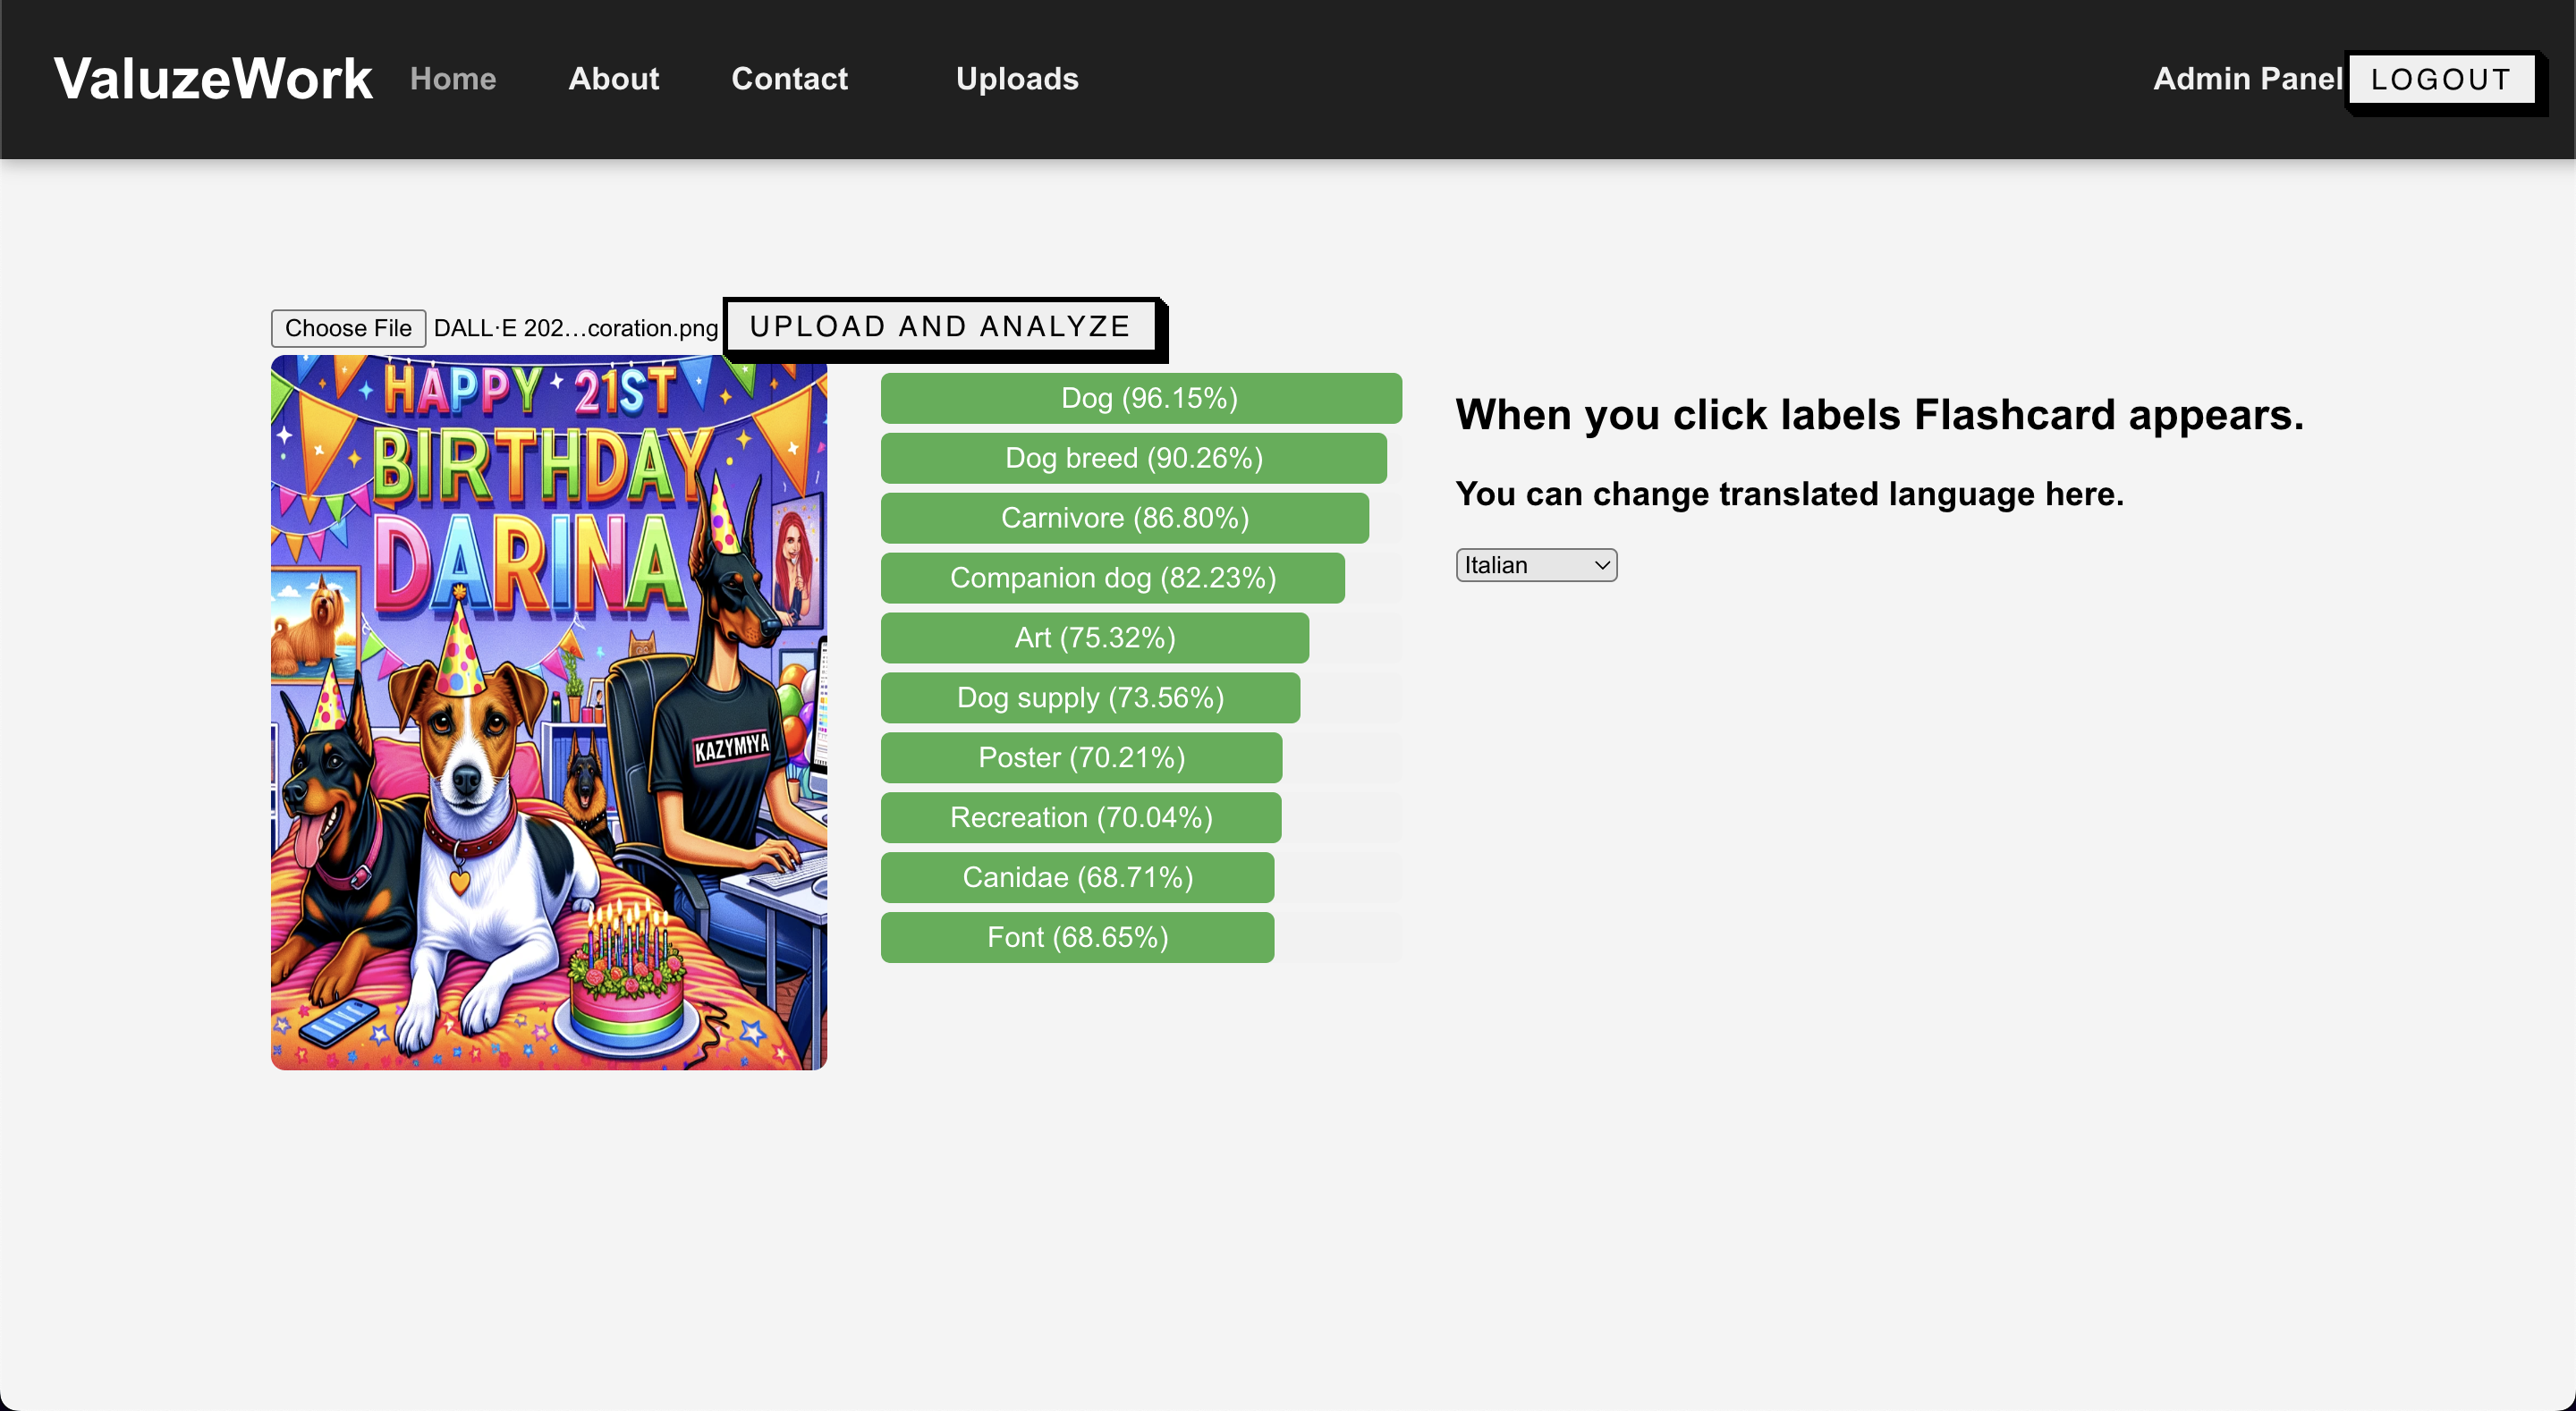 ValuzeWork Home About Contact Uploads Admin Panel LOGOUT
Choose File DALL·E 202…coration.png UPLOAD AND ANALYZE
HAPPY 21ST
BIRTHDAY
DARINA
KAZYMYYA
Dog (96.15%)
Dog breed (90.26%)
Carnivore (86.80%)
Companion dog (82.23%)
Art (75.32%)
Dog supply (73.56%)
Poster (70.21%)
Recreation (70.04%)
Canidae (68.71%)
Font (68.65%)
When you click labels Flashcard appears.
You can change translated language here.
Italian